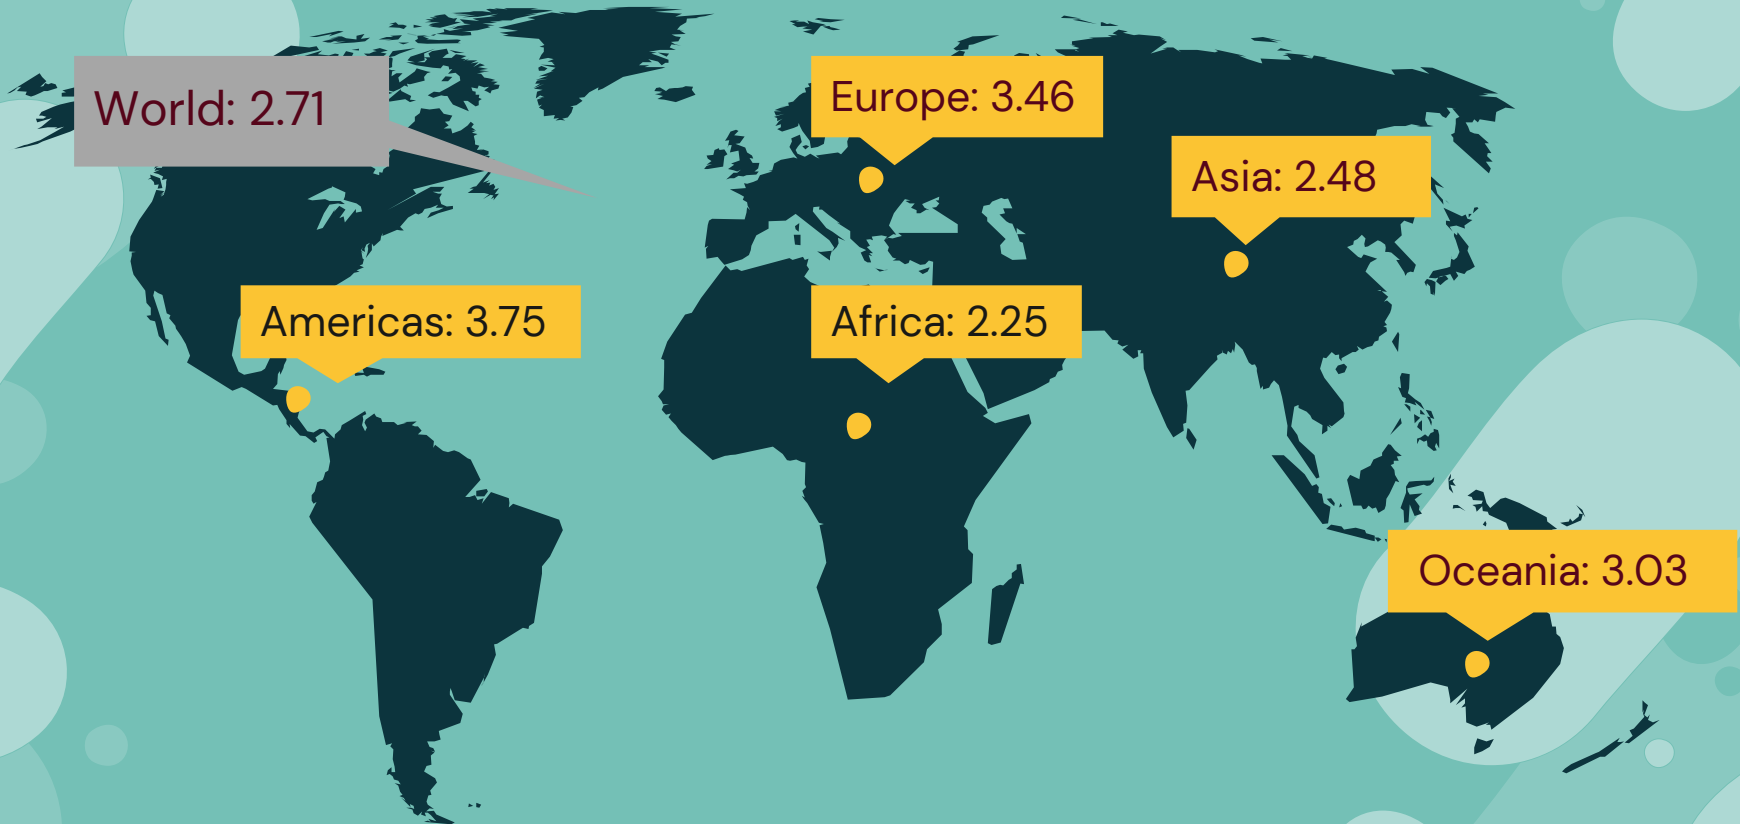 World: 2.71
Europe: 3.46
Asia: 2.48
Americas: 3.75
Africa: 2.25
Oceania: 3.03